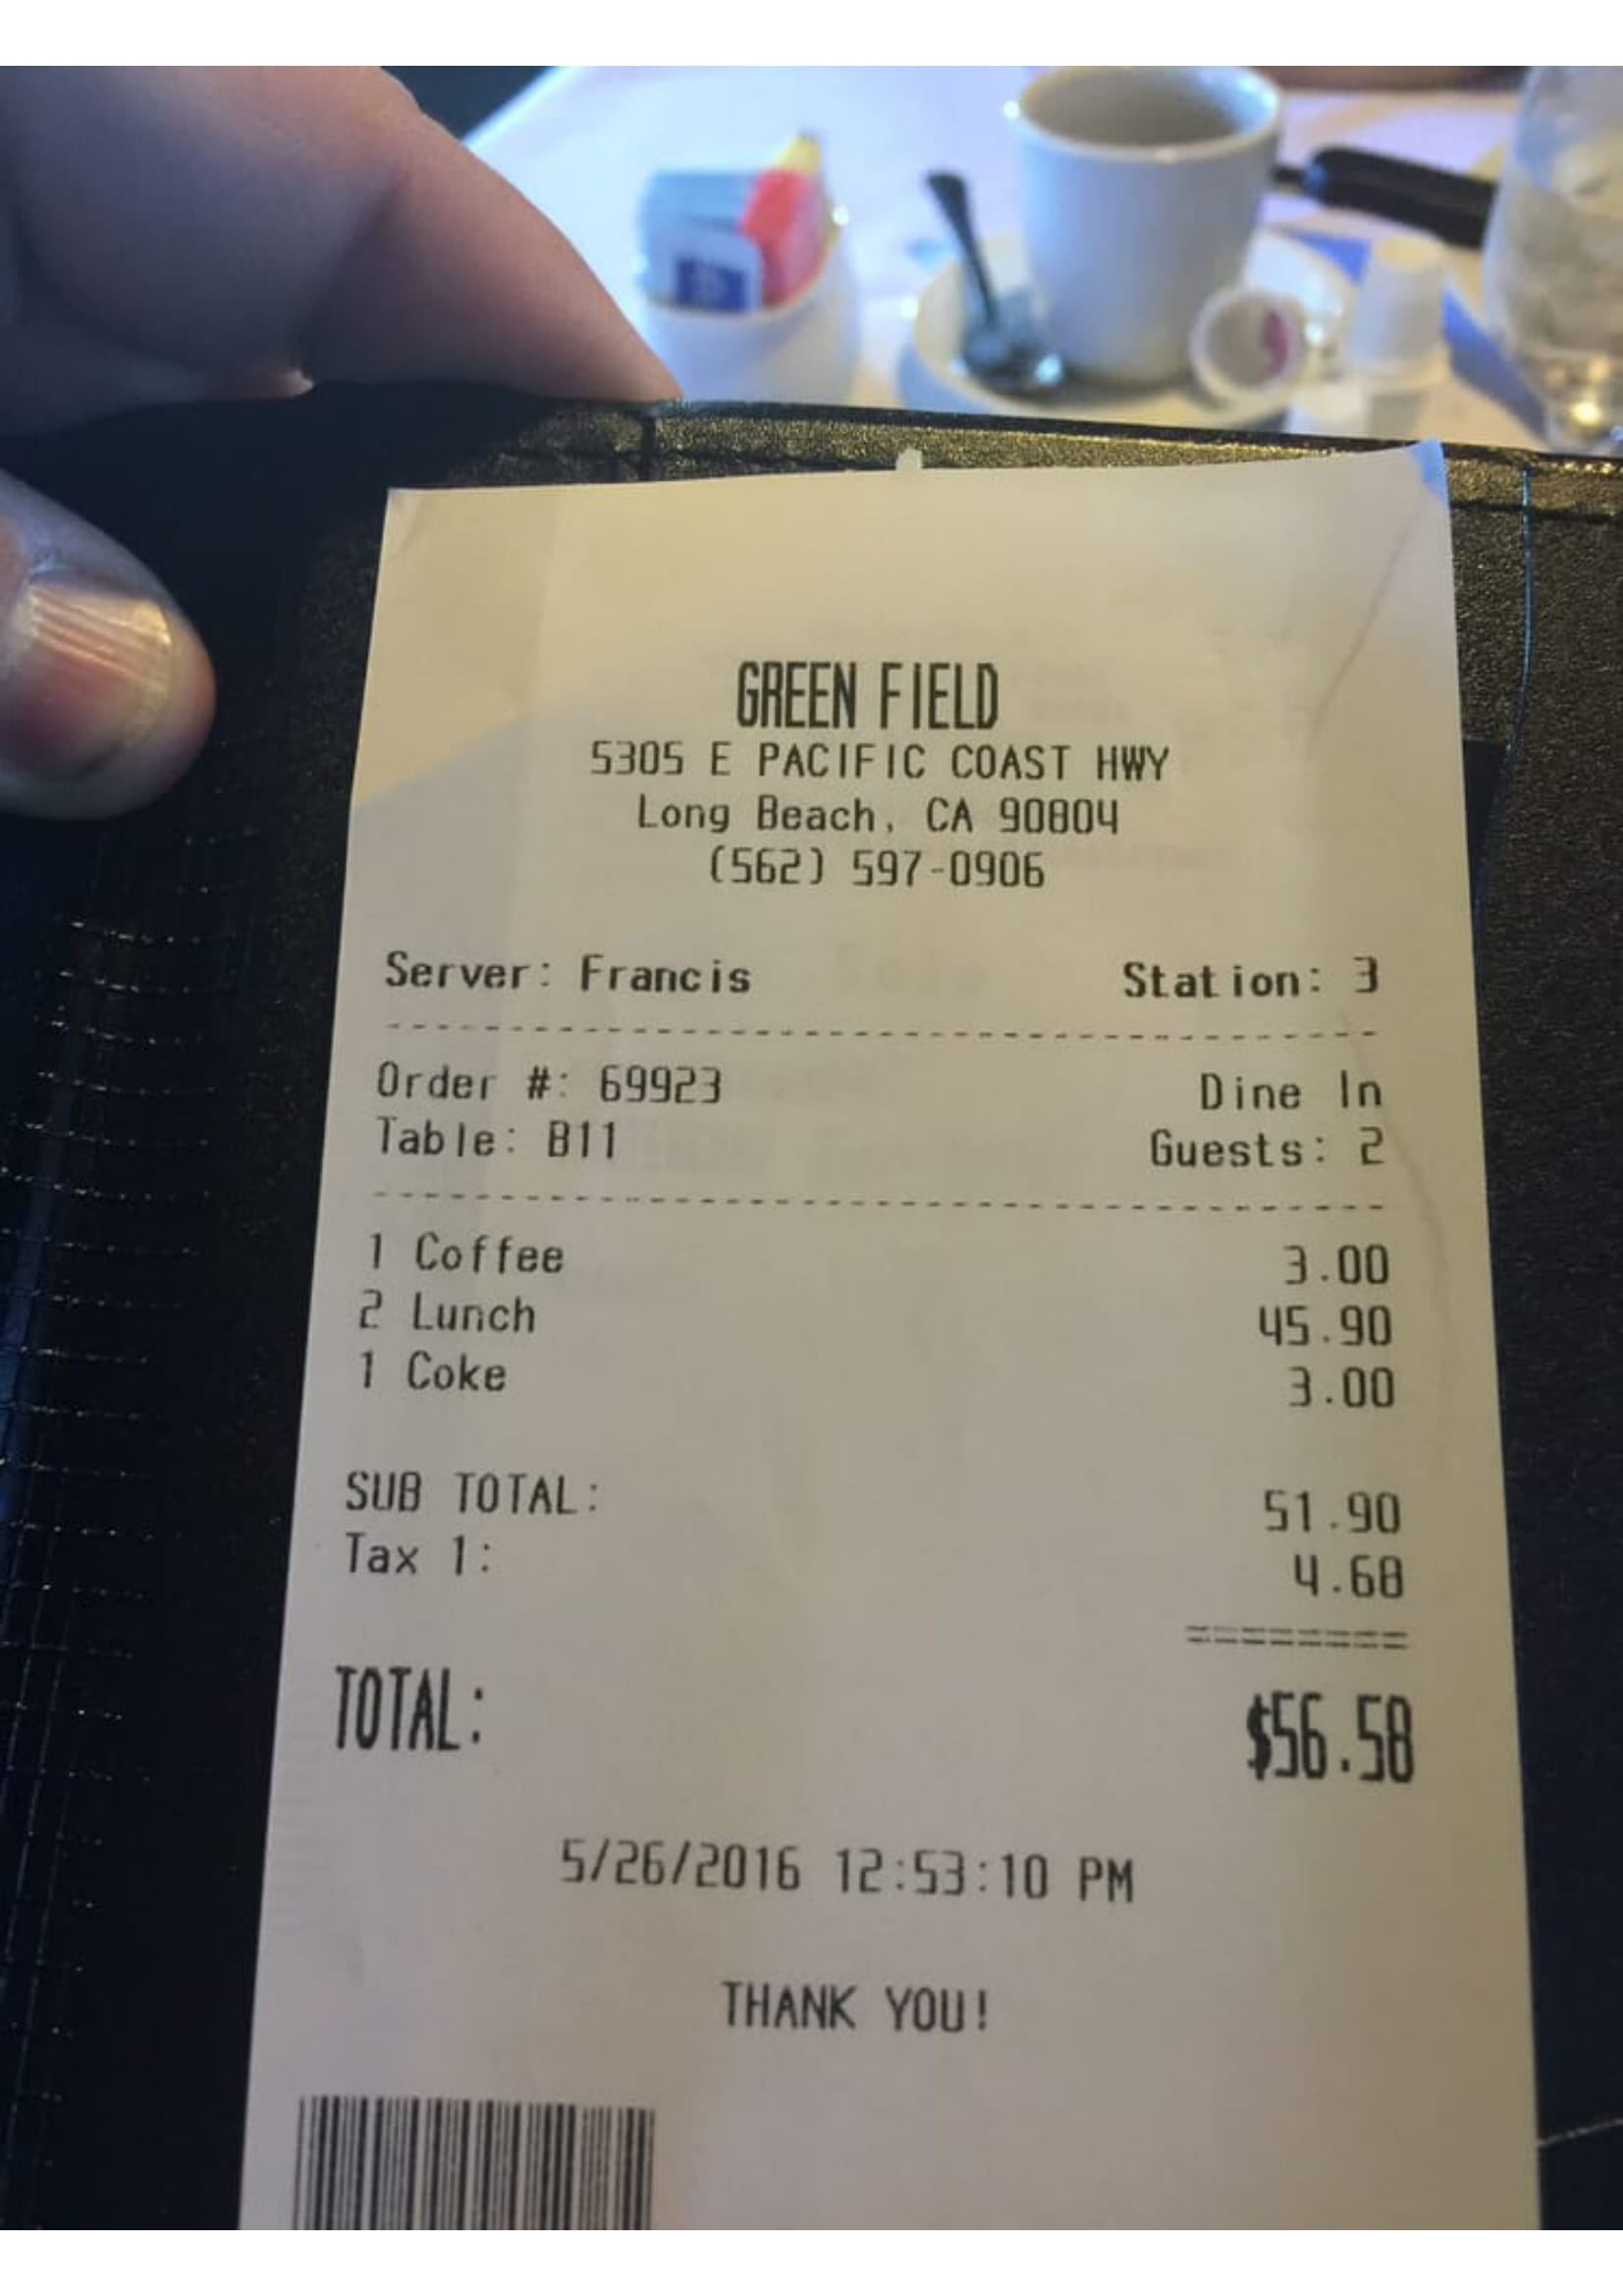 GREEN FIELD
5305 E PACIFIC COAST HWY
Long Beach, CA 90804
(562) 597-0906
Server: Francis Station: 3
Order #: 69923 Dine In
Table: B11 Guests: 2
1 Coffee 3.00
2 Lunch 45.90
1 Coke 3.00
SUB TOTAL: 51.90
Tax 1: 4.68
========
TOTAL: $56.58
5/26/2016 12:53:10 PM
THANK YOU!